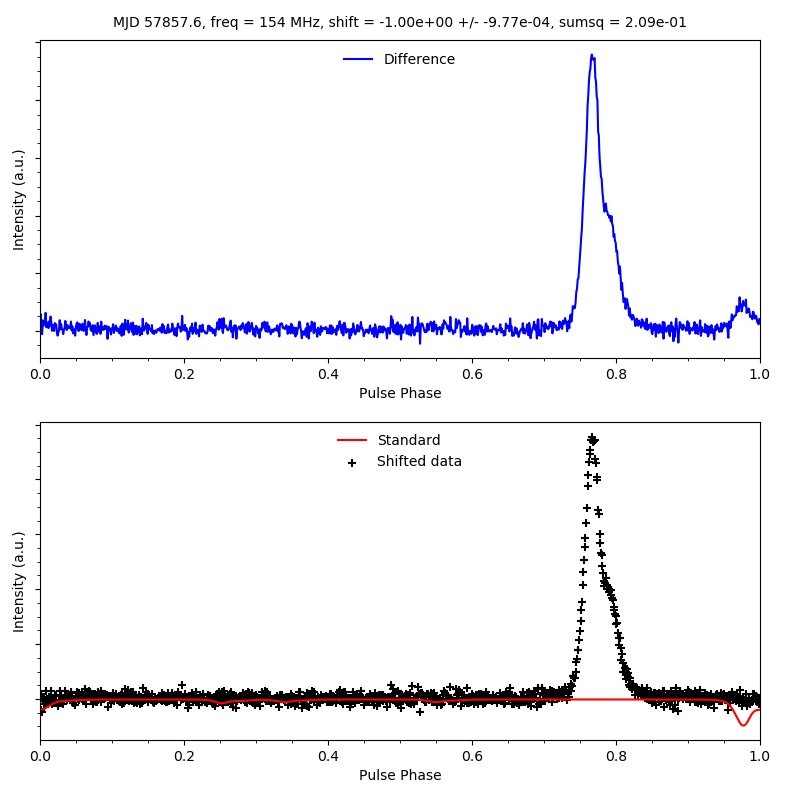 MJD 57857.6, freq = 154 MHz, shift = -1.00e+00 +/- -9.77e-04, sumsq = 2.09e-01
Difference
Intensity (a.u.)
0.0 0.2 0.4 0.6 0.8 1.0
Pulse Phase
Standard
Shifted data
Intensity (a.u.)
0.0 0.2 0.4 0.6 0.8 1.0
Pulse Phase